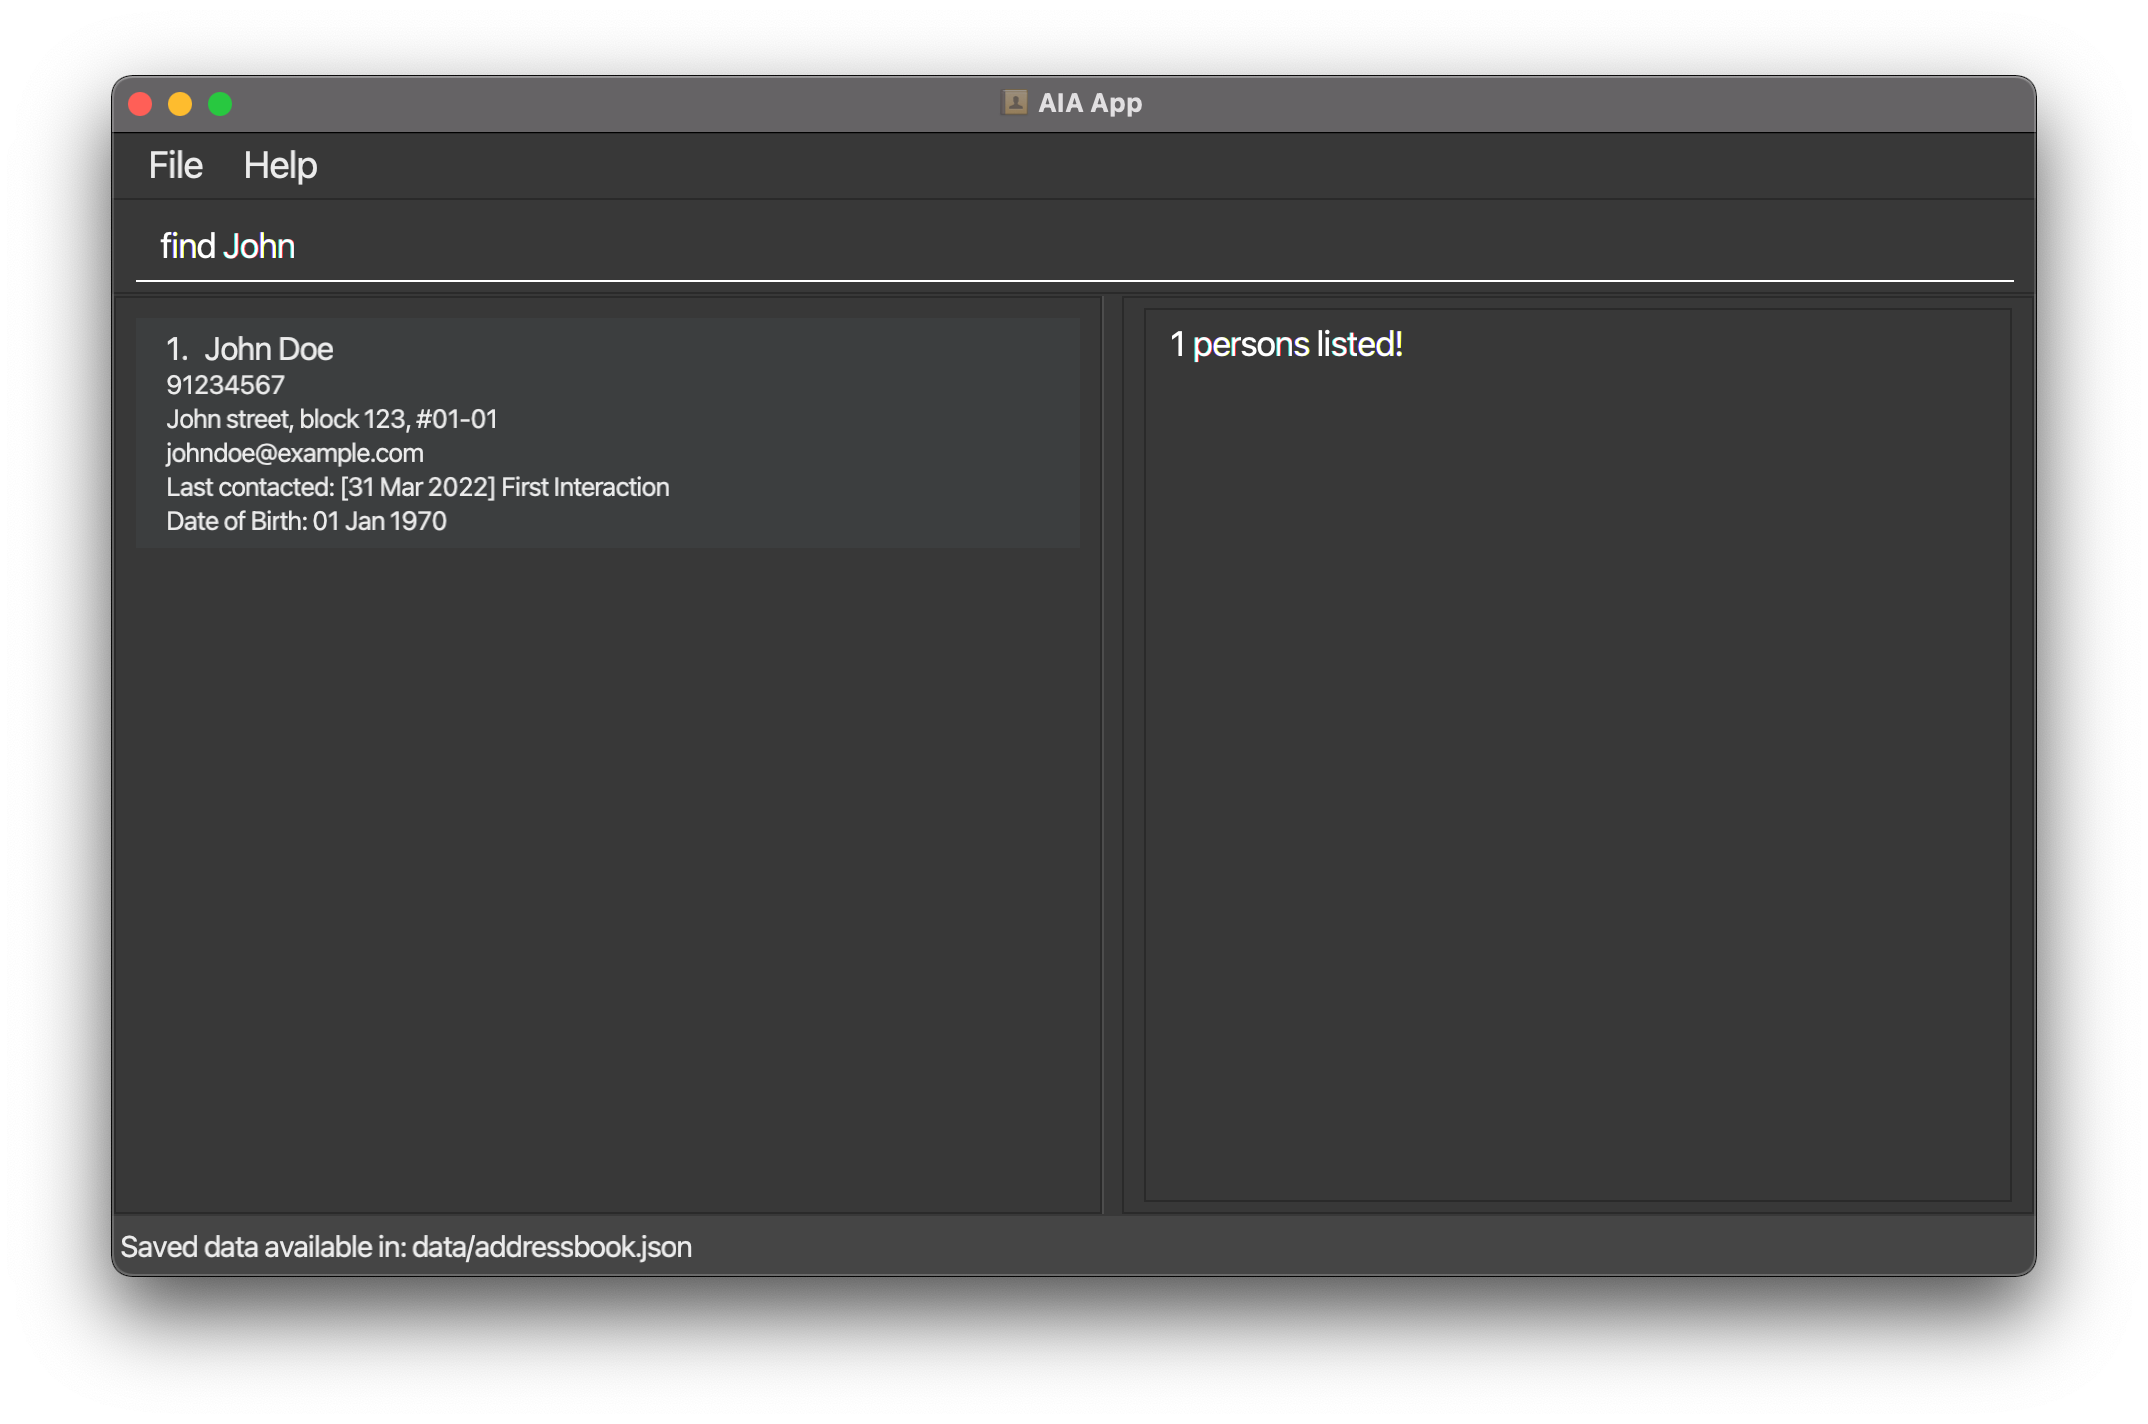 AIA App
File Help
find John
1. John Doe
91234567
John street, block 123, #01-01
johndoe@example.com
Last contacted: [31 Mar 2022] First Interaction
Date of Birth: 01 Jan 1970
1 persons listed!
Saved data available in: data/addressbook.json